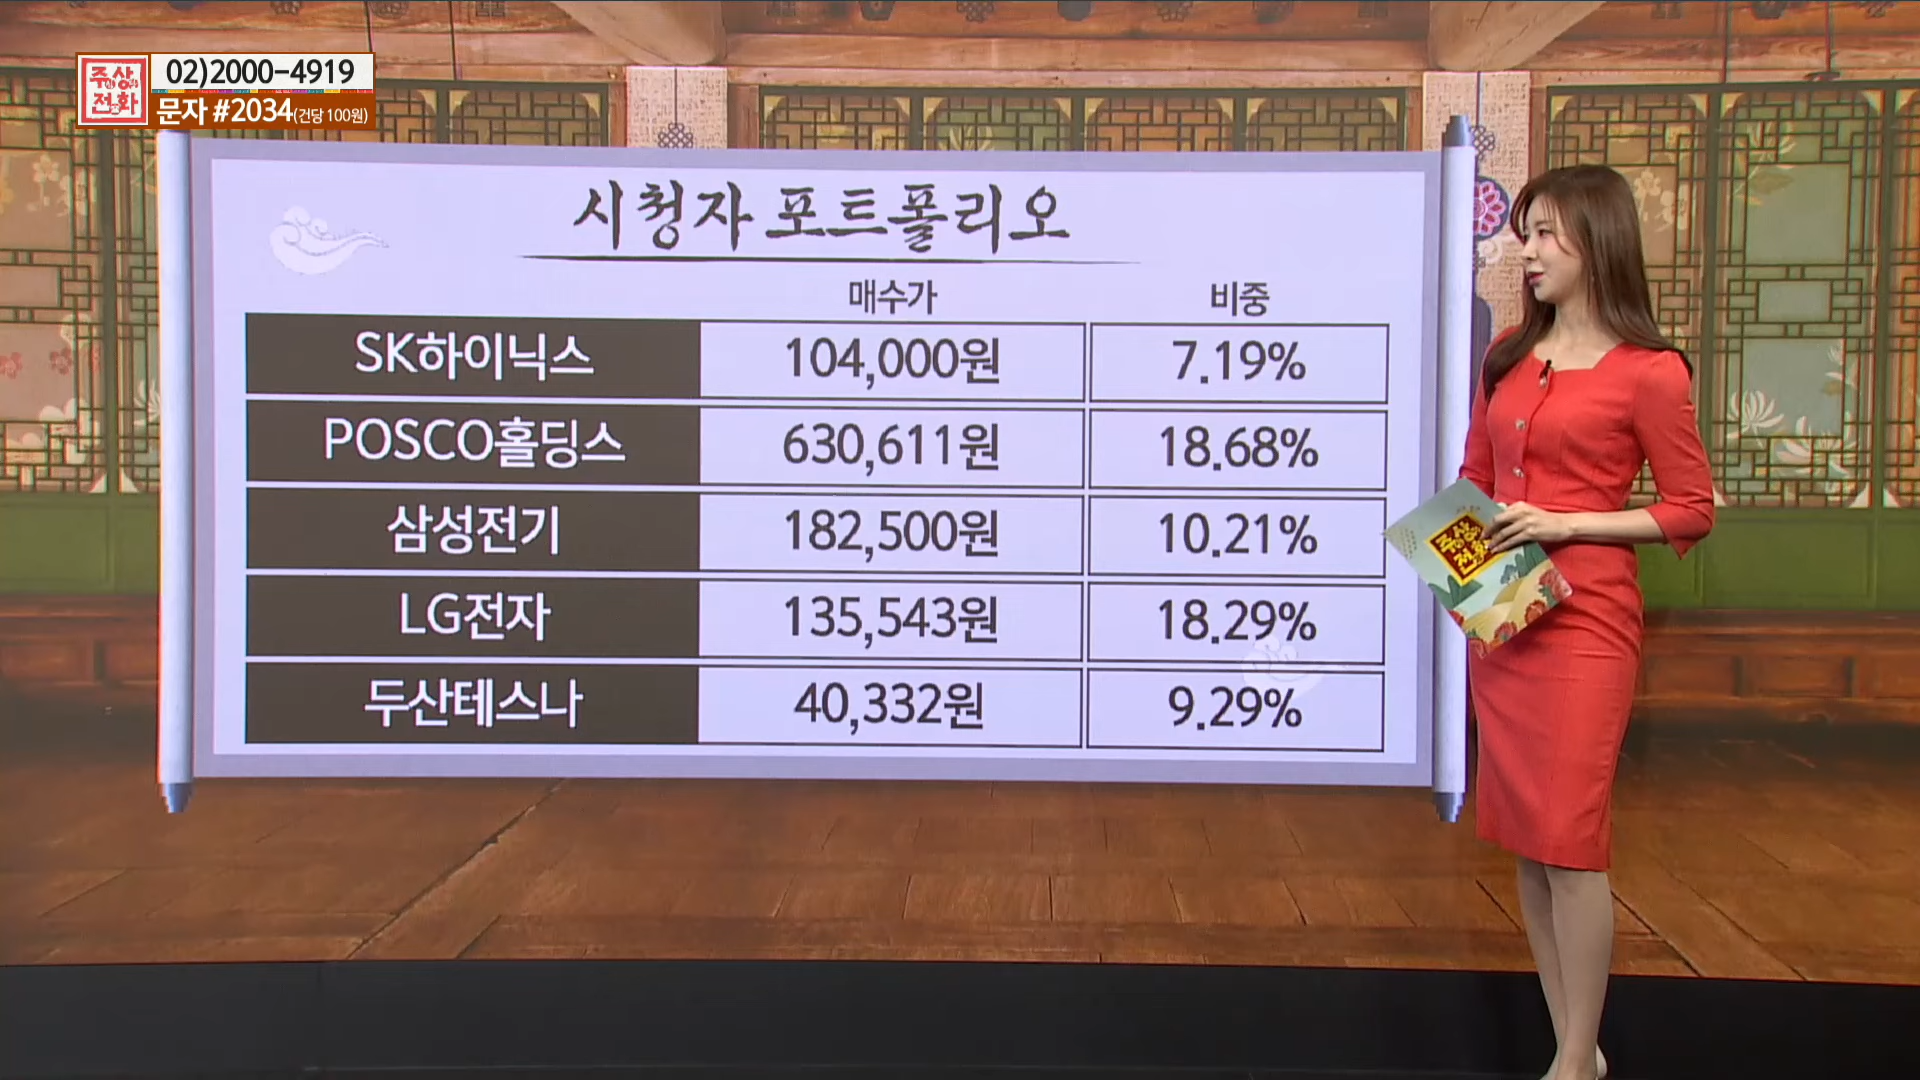 주상전화
02)2000-4919
문자 #2034(건당 100원)
시청자 포트폴리오
매수가 비중
SK하이닉스 104,000원 7.19%
POSCO홀딩스 630,611원 18.68%
삼성전기 182,500원 10.21%
LG전자 135,543원 18.29%
두산테스나 40,332원 9.29%
주상전화